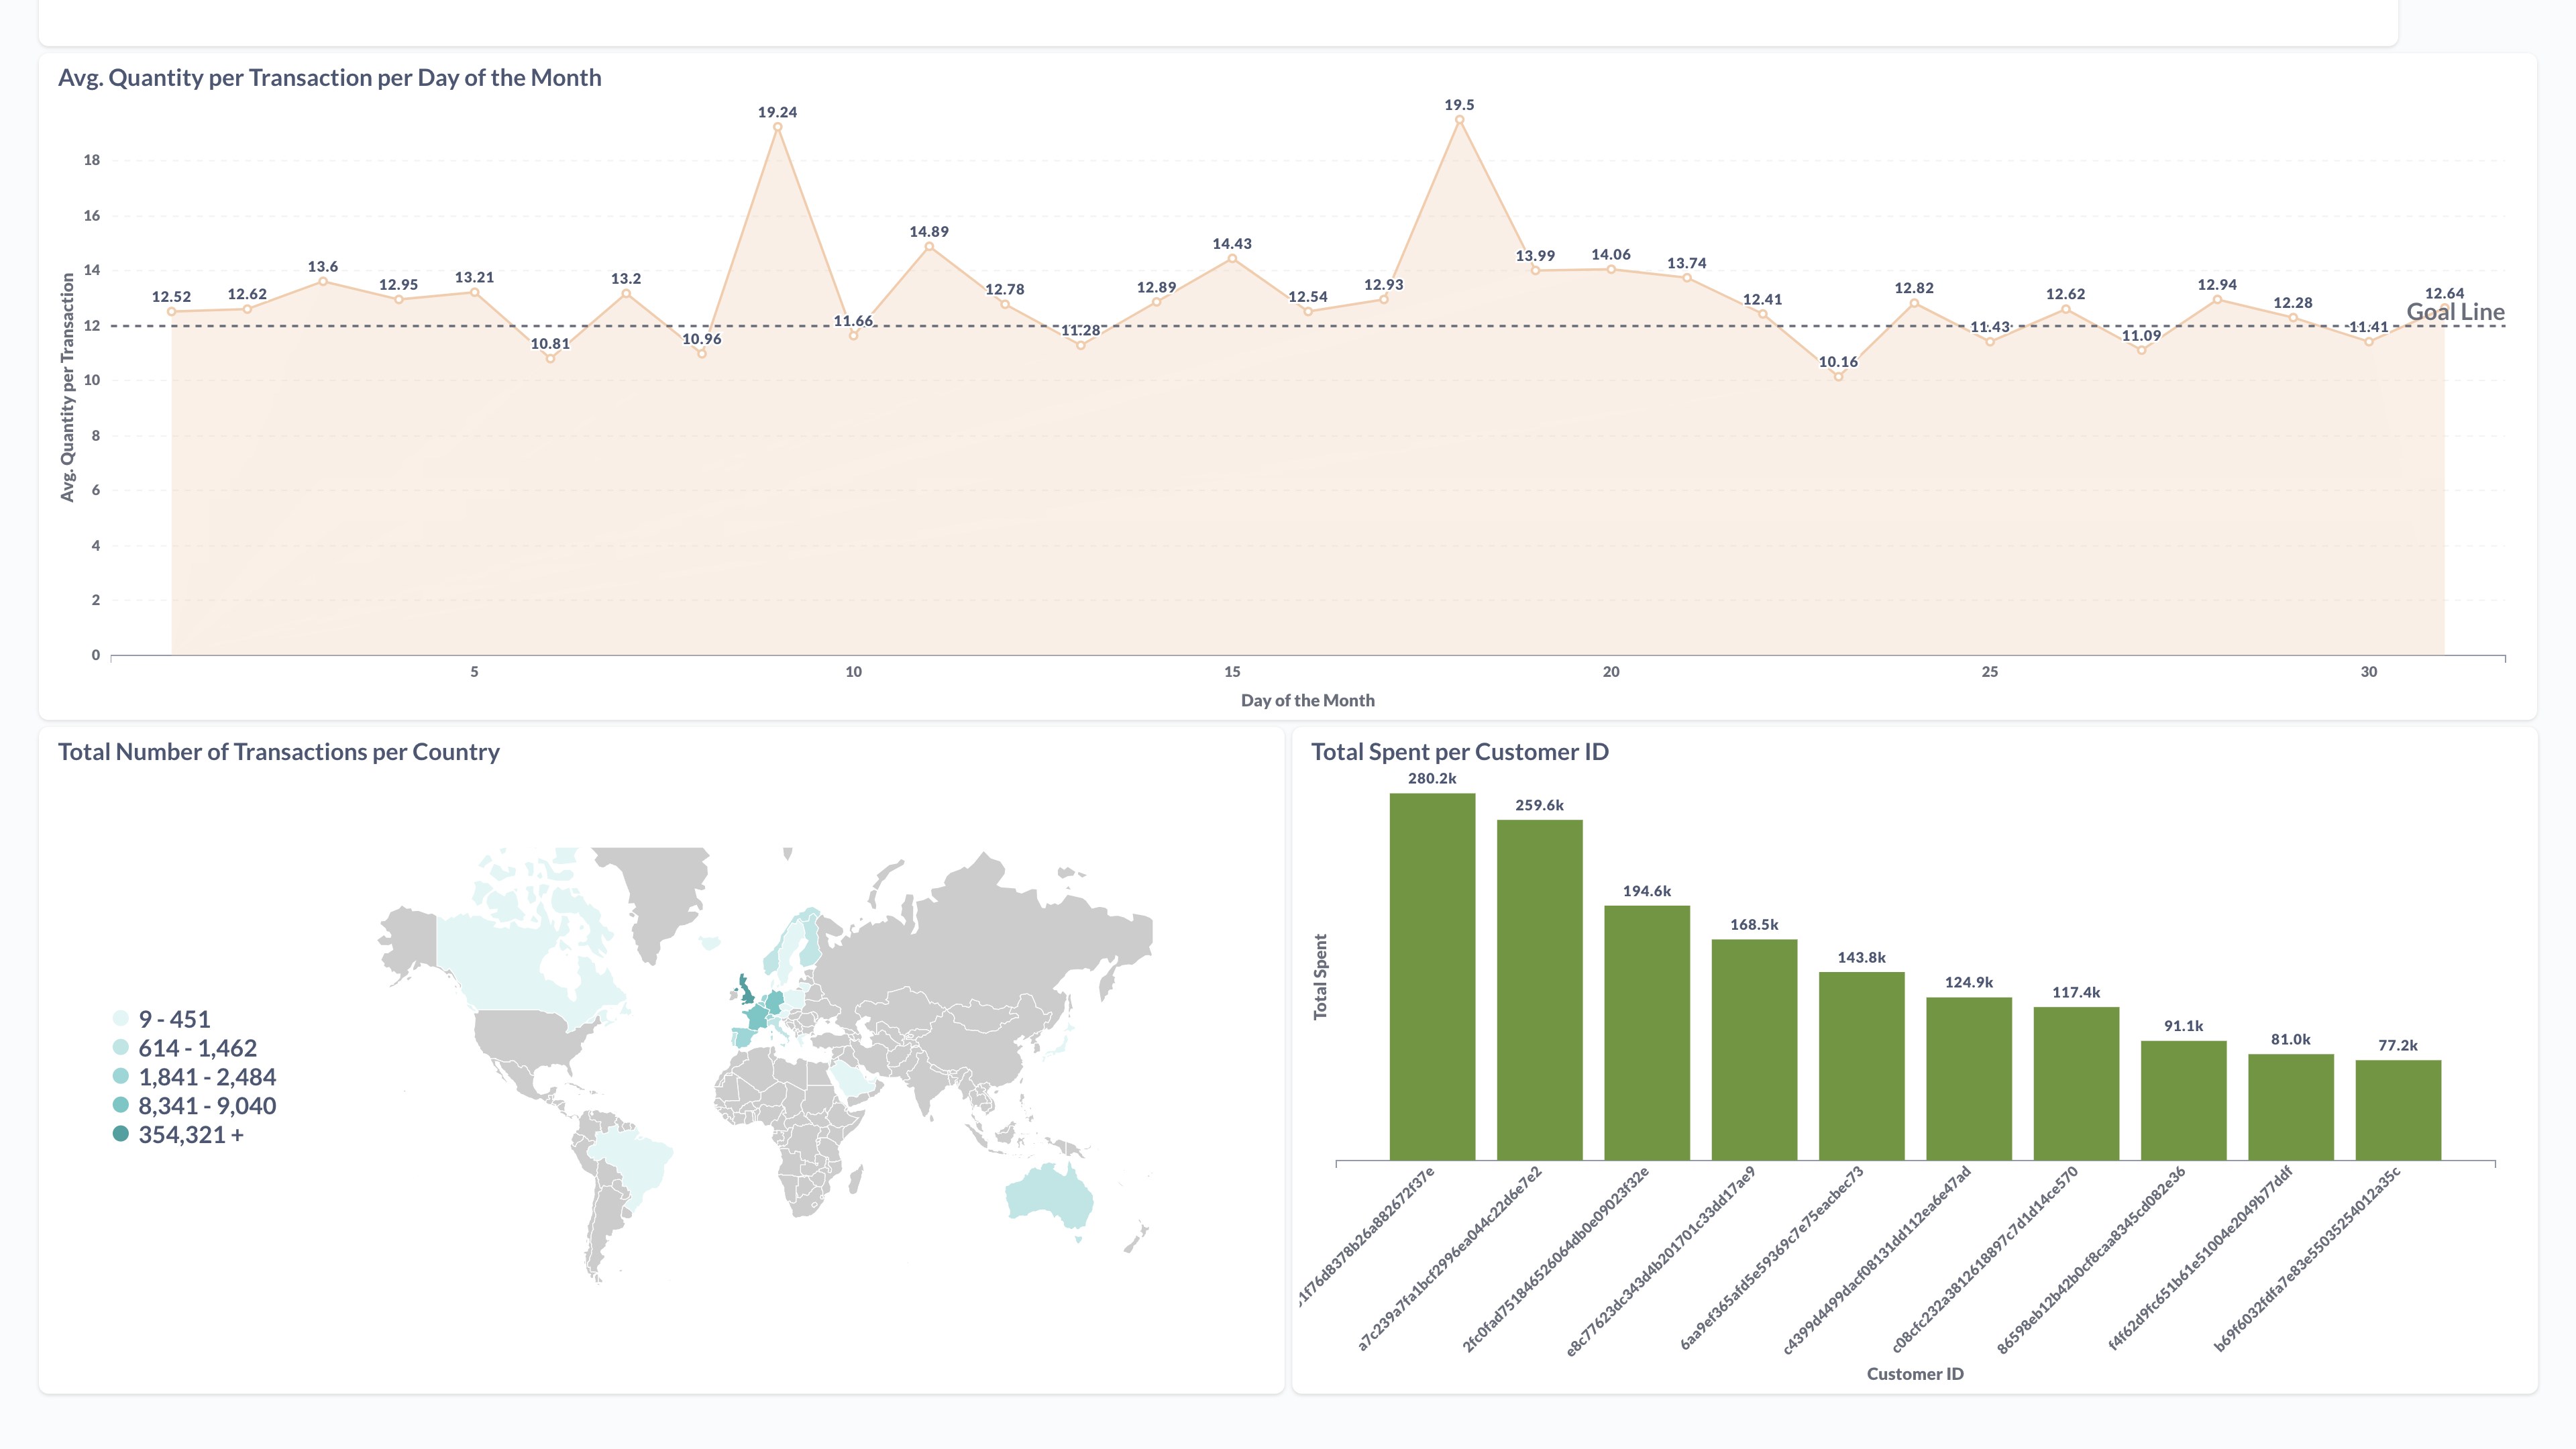 Avg. Quantity per Transaction per Day of the Month
Avg. Quantity per Transaction
18
16
14
12
10
8
6
4
2
0
12.52
12.62
13.6
12.95
13.21
10.81
13.2
10.96
19.24
11.66
14.89
12.78
11.28
12.89
14.43
12.54
12.93
19.5
13.99
14.06
13.74
12.41
10.16
12.82
11.43
12.62
11.09
12.94
12.28
11.41
12.64
Goal Line
5 10 15 20 25 30
Day of the Month
Total Number of Transactions per Country
9 - 451
614 - 1,462
1,841 - 2,484
8,341 - 9,040
354,321 +
Total Spent per Customer ID
Total Spent
280.2k
259.6k
194.6k
168.5k
143.8k
124.9k
117.4k
91.1k
81.0k
77.2k
1f76d8378b26a882672f37e
a7c239a7fa1bcf2996ea044c22d6e7e2
2fc0fad75184652606​4db0e09023f32e
e8c77623dc343d4b201701c33dd17ae9
6aa9ef365afd5e59369c7e75eacbec73
c4399d4499dacf08131dd112ea6e47ad
c08cfc232a3812618897c7d1d14ce570
86598eb12b42b0cf8caa8345cd082e36
f4f62d9fc651b61e51004e2049b77ddf
b69f6032fdfa7e83e55035254012a35c
Customer ID